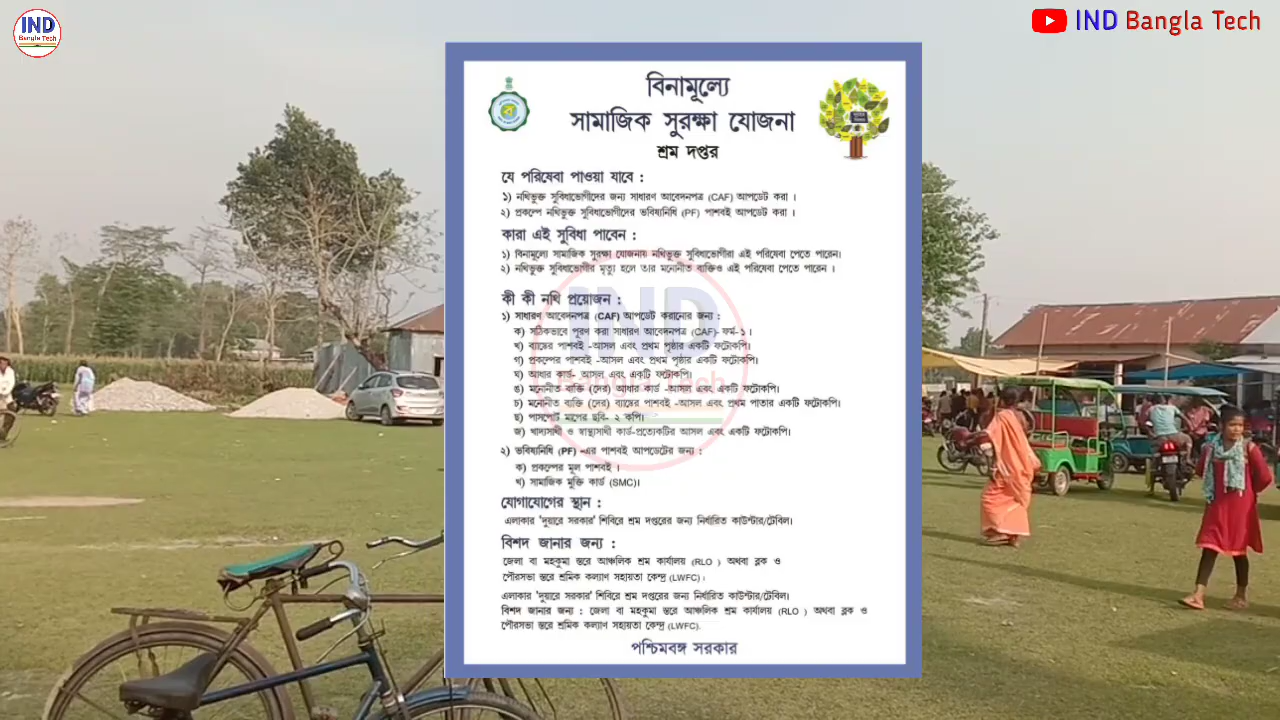 IND
Bangla Tech
IND Bangla Tech
বিনামূল্যে
সামাজিক সুরক্ষা যোজনা
শ্রম দপ্তর
যে পরিষেবা পাওয়া যাবে :
১) নথিভুক্ত সুবিধাভোগীদের জন্য সাধারণ আবেদনপত্র (CAF) আপডেট করা ।
২) প্রকল্পে নথিভুক্ত সুবিধাভোগীদের ভবিষ্যনিধি (PF) পাশবই আপডেট করা ।
কারা এই সুবিধা পাবেন :
১) বিনামূল্যে সামাজিক সুরক্ষা যোজনায় নথিভুক্ত সুবিধাভোগীরা এই পরিষেবা পেতে পারেন।
২) নথিভুক্ত সুবিধাভোগীর মৃত্যু হলে তার মনোনীত ব্যক্তিও এই পরিষেবা পেতে পারেন ।
কী কী নথি প্রয়োজন :
১) সাধারণ আবেদনপত্র (CAF) আপডেট করানোর জন্য :
ক) সঠিকভাবে পূরণ করা সাধারণ আবেদনপত্র (CAF)- ফর্ম-১ ।
খ) ব্যাঙ্কের পাশবই -আসল এবং প্রথম পৃষ্ঠার একটি ফটোকপি।
গ) প্রকল্পের পাশবই -আসল এবং প্রথম পৃষ্ঠার একটি ফটোকপি।
ঘ) আধার কার্ড- আসল এবং একটি ফটোকপি।
ঙ) মনোনীত ব্যক্তি (দের) আধার কার্ড -আসল এবং একটি ফটোকপি।
চ) মনোনীত ব্যক্তি (দের) ব্যাঙ্কের পাশবই -আসল এবং প্রথম পাতার একটি ফটোকপি।
ছ) পাসপোর্ট মাপের ছবি- ২ কপি।
জ) খাদ্যসাথী ও স্বাস্থ্যসাথী কার্ড-প্রত্যেকটির আসল এবং একটি ফটোকপি।
২) ভবিষ্যনিধি (PF) -এর পাশবই আপডেটের জন্য :
ক) প্রকল্পের মূল পাশবই ।
খ) সামাজিক মুক্তি কার্ড (SMC)।
যোগাযোগের স্থান :
এলাকার 'দুয়ারে সরকার' শিবিরে শ্রম দপ্তরের জন্য নির্ধারিত কাউন্টার/টেবিল।
বিশদ জানার জন্য :
জেলা বা মহকুমা স্তরে আঞ্চলিক শ্রম কার্যালয় (RLO ) অথবা ব্লক ও
পৌরসভা স্তরে শ্রমিক কল্যাণ সহায়তা কেন্দ্র (LWFC) ।
এলাকার 'দুয়ারে সরকার' শিবিরে শ্রম দপ্তরের জন্য নির্ধারিত কাউন্টার/টেবিল।
বিশদ জানার জন্য : জেলা বা মহকুমা স্তরে আঞ্চলিক শ্রম কার্যালয় (RLO ) অথবা ব্লক ও
পৌরসভা স্তরে শ্রমিক কল্যাণ সহায়তা কেন্দ্র (LWFC).
পশ্চিমবঙ্গ সরকার
IND
Bangla Tech